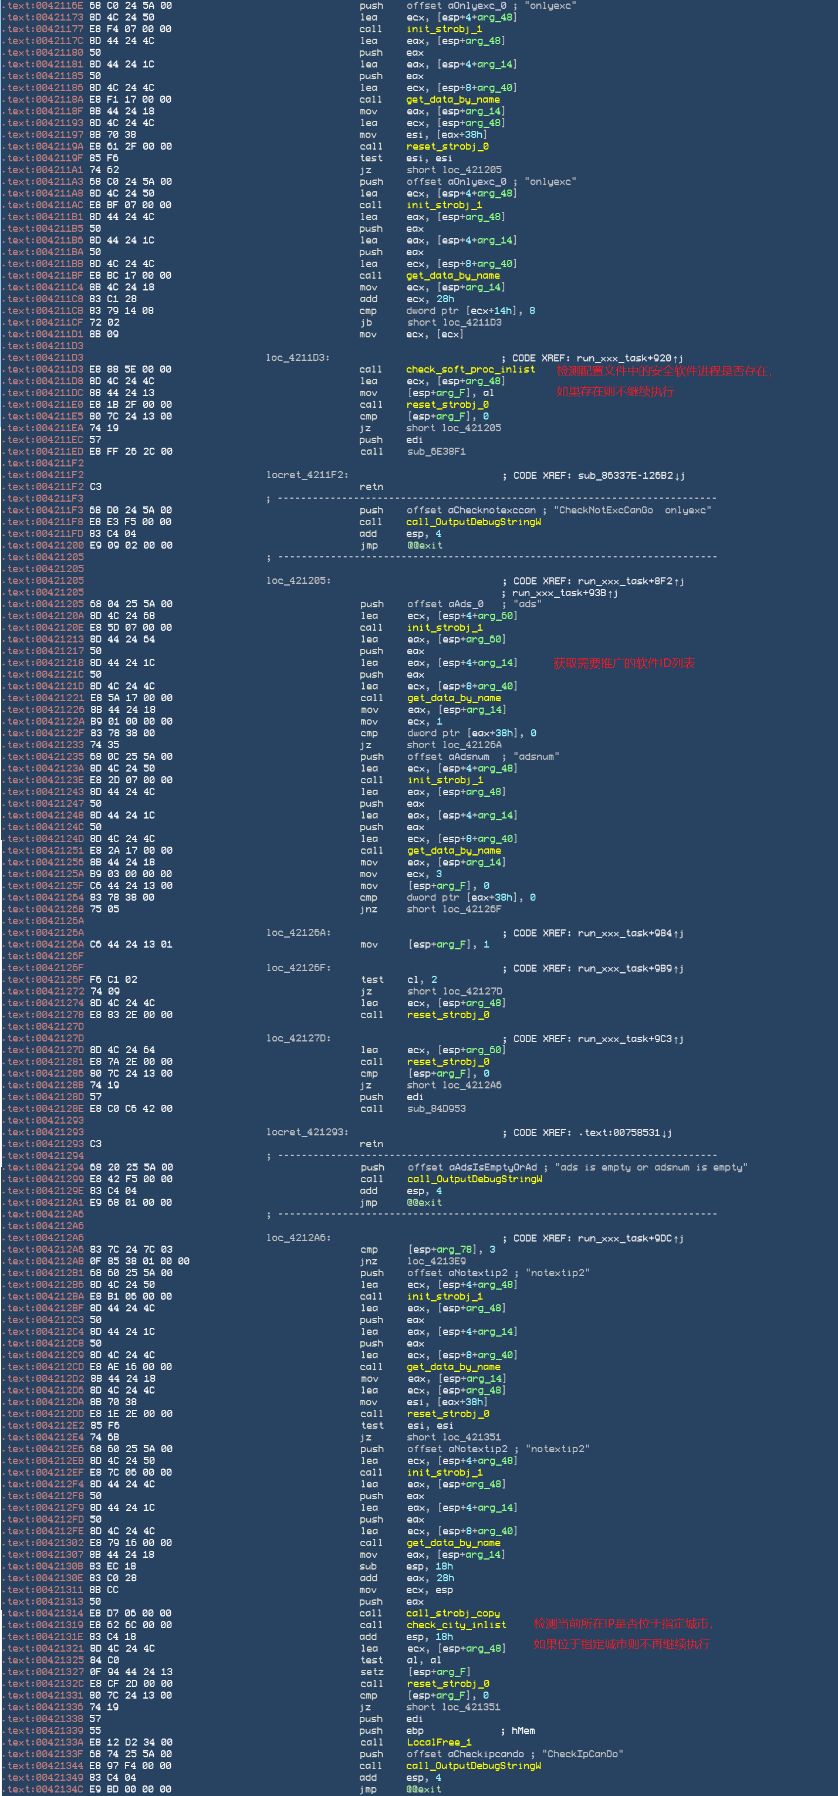 .text:0042116E 68 C0 24 5A 00 push offset aOnlyexc_0 ; "onlyexc"
.text:00421173 8D 4C 24 50 lea ecx, [esp+4+arg_48]
.text:00421177 E8 F4 07 00 00 call init_strobj_1
.text:0042117C 8D 44 24 4C lea eax, [esp+arg_48]
.text:00421180 50 push eax
.text:00421181 8D 44 24 1C lea eax, [esp+4+arg_14]
.text:00421185 50 push eax
.text:00421186 8D 4C 24 4C lea ecx, [esp+8+arg_40]
.text:0042118A E8 F1 17 00 00 call get_data_by_name
.text:0042118F 8B 44 24 18 mov eax, [esp+arg_14]
.text:00421193 8D 4C 24 4C lea ecx, [esp+arg_48]
.text:00421197 8B 70 38 mov esi, [eax+38h]
.text:0042119A E8 61 2F 00 00 call reset_strobj_0
.text:0042119F 85 F6 test esi, esi
.text:004211A1 74 62 jz short loc_421205
.text:004211A3 68 C0 24 5A 00 push offset aOnlyexc_0 ; "onlyexc"
.text:004211A8 8D 4C 24 50 lea ecx, [esp+4+arg_48]
.text:004211AC E8 BF 07 00 00 call init_strobj_1
.text:004211B1 8D 44 24 4C lea eax, [esp+arg_48]
.text:004211B5 50 push eax
.text:004211B6 8D 44 24 1C lea eax, [esp+4+arg_14]
.text:004211BA 50 push eax
.text:004211BB 8D 4C 24 4C lea ecx, [esp+8+arg_40]
.text:004211BF E8 BC 17 00 00 call get_data_by_name
.text:004211C4 8B 4C 24 18 mov ecx, [esp+arg_14]
.text:004211C8 83 C1 28 add ecx, 28h
.text:004211CB 83 79 14 08 cmp dword ptr [ecx+14h], 8
.text:004211CF 72 02 jb short loc_4211D3
.text:004211D1 8B 09 mov ecx, [ecx]
.text:004211D3
.text:004211D3 loc_4211D3: ; CODE XREF: run_xxx_task+920↑j
.text:004211D3 E8 88 5E 00 00 call check_soft_proc_inlist 检测配置文件中的安全软件进程是否存在,
.text:004211D8 8D 4C 24 4C lea ecx, [esp+arg_48]
.text:004211DC 88 44 24 13 mov [esp+arg_F], al 如果存在则不继续执行
.text:004211E0 E8 1B 2F 00 00 call reset_strobj_0
.text:004211E5 80 7C 24 13 00 cmp [esp+arg_F], 0
.text:004211EA 74 19 jz short loc_421205
.text:004211EC 57 push edi
.text:004211ED E8 FF 26 2C 00 call sub_6E38F1
.text:004211F2
.text:004211F2 locret_4211F2: ; CODE XREF: sub_86337E-126B2↓j
.text:004211F2 C3 retn
.text:004211F3 ; ---------------------------------------------------------------------------
.text:004211F3 68 D0 24 5A 00 push offset aChecknotexccan ; "CheckNotExcCanGo onlyexc"
.text:004211F8 E8 E3 F5 00 00 call call_OutputDebugStringW
.text:004211FD 83 C4 04 add esp, 4
.text:00421200 E9 09 02 00 00 jmp @@exit
.text:00421205 ; ---------------------------------------------------------------------------
.text:00421205
.text:00421205 loc_421205: ; CODE XREF: run_xxx_task+8F2↑j
.text:00421205 ; run_xxx_task+93B↑j
.text:00421205 68 04 25 5A 00 push offset aAds_0 ; "ads"
.text:0042120A 8D 4C 24 68 lea ecx, [esp+4+arg_60]
.text:0042120E E8 5D 07 00 00 call init_strobj_1
.text:00421213 8D 44 24 64 lea eax, [esp+arg_60]
.text:00421217 50 push eax
.text:00421218 8D 44 24 1C lea eax, [esp+4+arg_14] 获取需要推广的软件ID列表
.text:0042121C 50 push eax
.text:0042121D 8D 4C 24 4C lea ecx, [esp+8+arg_40]
.text:00421221 E8 5A 17 00 00 call get_data_by_name
.text:00421226 8B 44 24 18 mov eax, [esp+arg_14]
.text:0042122A B9 01 00 00 00 mov ecx, 1
.text:0042122F 83 78 38 00 cmp dword ptr [eax+38h], 0
.text:00421233 74 35 jz short loc_42126A
.text:00421235 68 0C 25 5A 00 push offset aAdsnum ; "adsnum"
.text:0042123A 8D 4C 24 50 lea ecx, [esp+4+arg_48]
.text:0042123E E8 2D 07 00 00 call init_strobj_1
.text:00421243 8D 44 24 4C lea eax, [esp+arg_48]
.text:00421247 50 push eax
.text:00421248 8D 44 24 1C lea eax, [esp+4+arg_14]
.text:0042124C 50 push eax
.text:0042124D 8D 4C 24 4C lea ecx, [esp+8+arg_40]
.text:00421251 E8 2A 17 00 00 call get_data_by_name
.text:00421256 8B 44 24 18 mov eax, [esp+arg_14]
.text:0042125A B9 03 00 00 00 mov ecx, 3
.text:0042125F C6 44 24 13 00 mov [esp+arg_F], 0
.text:00421264 83 78 38 00 cmp dword ptr [eax+38h], 0
.text:00421268 75 05 jnz short loc_42126F
.text:0042126A
.text:0042126A loc_42126A: ; CODE XREF: run_xxx_task+984↑j
.text:0042126A C6 44 24 13 01 mov [esp+arg_F], 1
.text:0042126F
.text:0042126F loc_42126F: ; CODE XREF: run_xxx_task+9B9↑j
.text:0042126F F6 C1 02 test cl, 2
.text:00421272 74 09 jz short loc_42127D
.text:00421274 8D 4C 24 4C lea ecx, [esp+arg_48]
.text:00421278 E8 83 2E 00 00 call reset_strobj_0
.text:0042127D
.text:0042127D loc_42127D: ; CODE XREF: run_xxx_task+9C3↑j
.text:0042127D 8D 4C 24 64 lea ecx, [esp+arg_60]
.text:00421281 E8 7A 2E 00 00 call reset_strobj_0
.text:00421286 80 7C 24 13 00 cmp [esp+arg_F], 0
.text:0042128B 74 19 jz short loc_4212A6
.text:0042128D 57 push edi
.text:0042128E E8 C0 C6 42 00 call sub_84D953
.text:00421293
.text:00421293 locret_421293: ; CODE XREF: .text:00758531↓j
.text:00421293 C3 retn
.text:00421294 ; ---------------------------------------------------------------------------
.text:00421294 68 20 25 5A 00 push offset aAdsIsEmptyOrAd ; "ads is empty or adsnum is empty"
.text:00421299 E8 42 F5 00 00 call call_OutputDebugStringW
.text:0042129E 83 C4 04 add esp, 4
.text:004212A1 E9 68 01 00 00 jmp @@exit
.text:004212A6 ; ---------------------------------------------------------------------------
.text:004212A6
.text:004212A6 loc_4212A6: ; CODE XREF: run_xxx_task+9DC↑j
.text:004212A6 83 7C 24 7C 03 cmp [esp+arg_78], 3
.text:004212AB 0F 85 38 01 00 00 jnz loc_4213E9
.text:004212B1 68 60 25 5A 00 push offset aNotextip2 ; "notextip2"
.text:004212B6 8D 4C 24 50 lea ecx, [esp+4+arg_48]
.text:004212BA E8 B1 06 00 00 call init_strobj_1
.text:004212BF 8D 44 24 4C lea eax, [esp+arg_48]
.text:004212C3 50 push eax
.text:004212C4 8D 44 24 1C lea eax, [esp+4+arg_14]
.text:004212C8 50 push eax
.text:004212C9 8D 4C 24 4C lea ecx, [esp+8+arg_40]
.text:004212CD E8 AE 16 00 00 call get_data_by_name
.text:004212D2 8B 44 24 18 mov eax, [esp+arg_14]
.text:004212D6 8D 4C 24 4C lea ecx, [esp+arg_48]
.text:004212DA 8B 70 38 mov esi, [eax+38h]
.text:004212DD E8 1E 2E 00 00 call reset_strobj_0
.text:004212E2 85 F6 test esi, esi
.text:004212E4 74 6B jz short loc_421351
.text:004212E6 68 60 25 5A 00 push offset aNotextip2 ; "notextip2"
.text:004212EB 8D 4C 24 50 lea ecx, [esp+4+arg_48]
.text:004212EF E8 7C 06 00 00 call init_strobj_1
.text:004212F4 8D 44 24 4C lea eax, [esp+arg_48]
.text:004212F8 50 push eax
.text:004212F9 8D 44 24 1C lea eax, [esp+4+arg_14]
.text:004212FD 50 push eax
.text:004212FE 8D 4C 24 4C lea ecx, [esp+8+arg_40]
.text:00421302 E8 79 16 00 00 call get_data_by_name
.text:00421307 8B 44 24 18 mov eax, [esp+arg_14]
.text:0042130B 83 EC 18 sub esp, 18h
.text:0042130E 83 C0 28 add eax, 28h
.text:00421311 8B CC mov ecx, esp
.text:00421313 50 push eax
.text:00421314 E8 D7 06 00 00 call call_strobj_copy
.text:00421319 E8 62 6C 00 00 call check_city_inlist 检测当前所在IP是否位于指定城市,
.text:0042131E 83 C4 18 add esp, 18h
.text:00421321 8D 4C 24 4C lea ecx, [esp+arg_48] 如果位于指定城市则不再继续执行
.text:00421325 84 C0 test al, al
.text:00421327 0F 94 44 24 13 setz [esp+arg_F]
.text:0042132C E8 CF 2D 00 00 call reset_strobj_0
.text:00421331 80 7C 24 13 00 cmp [esp+arg_F], 0
.text:00421336 74 19 jz short loc_421351
.text:00421338 57 push edi
.text:00421339 55 push ebp ; hMem
.text:0042133A E8 12 D2 34 00 call LocalFree_1
.text:0042133F 68 74 25 5A 00 push offset aCheckipcando ; "CheckIpCanDo"
.text:00421344 E8 97 F4 00 00 call call_OutputDebugStringW
.text:00421349 83 C4 04 add esp, 4
.text:0042134C E9 BD 00 00 00 jmp @@exit